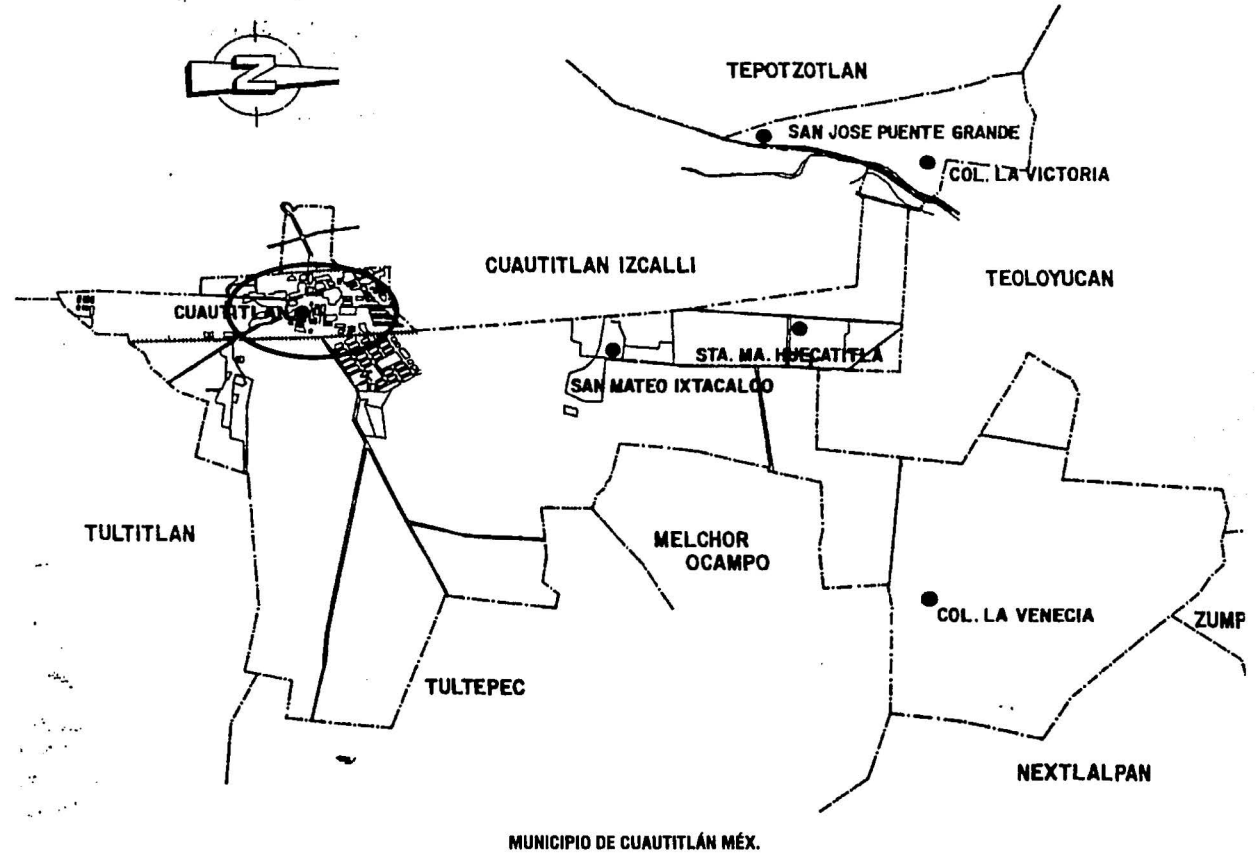 N
TEPOTZOTLAN
SAN JOSE PUENTE GRANDE
COL. LA VICTORIA
CUAUTITLAN IZCALLI
TEOLOYUCAN
CUAUTITLAN
STA. MA. HUECATITLA
SAN MATEO IXTACALCO
TULTITLAN
MELCHOR
OCAMPO
COL. LA VENECIA
ZUMP
TULTEPEC
NEXTLALPAN
MUNICIPIO DE CUAUTITLÁN MÉX.